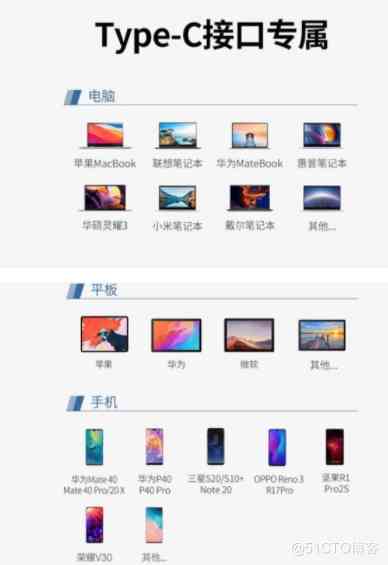 Type-C接口专属
电脑
苹果MacBook 联想笔记本 华为MateBook 惠普笔记本
华硕灵耀3 小米笔记本 戴尔笔记本 其他...
平板
苹果 华为 微软 其他...
手机
华为Mate 40 华为P40 三星S20/S10+ OPPO Reno 3 坚果R1
Mate 40 Pro/20 X P40 Pro Note 20 R17Pro Pro2S
荣耀V30 其他...
@51CTO博客